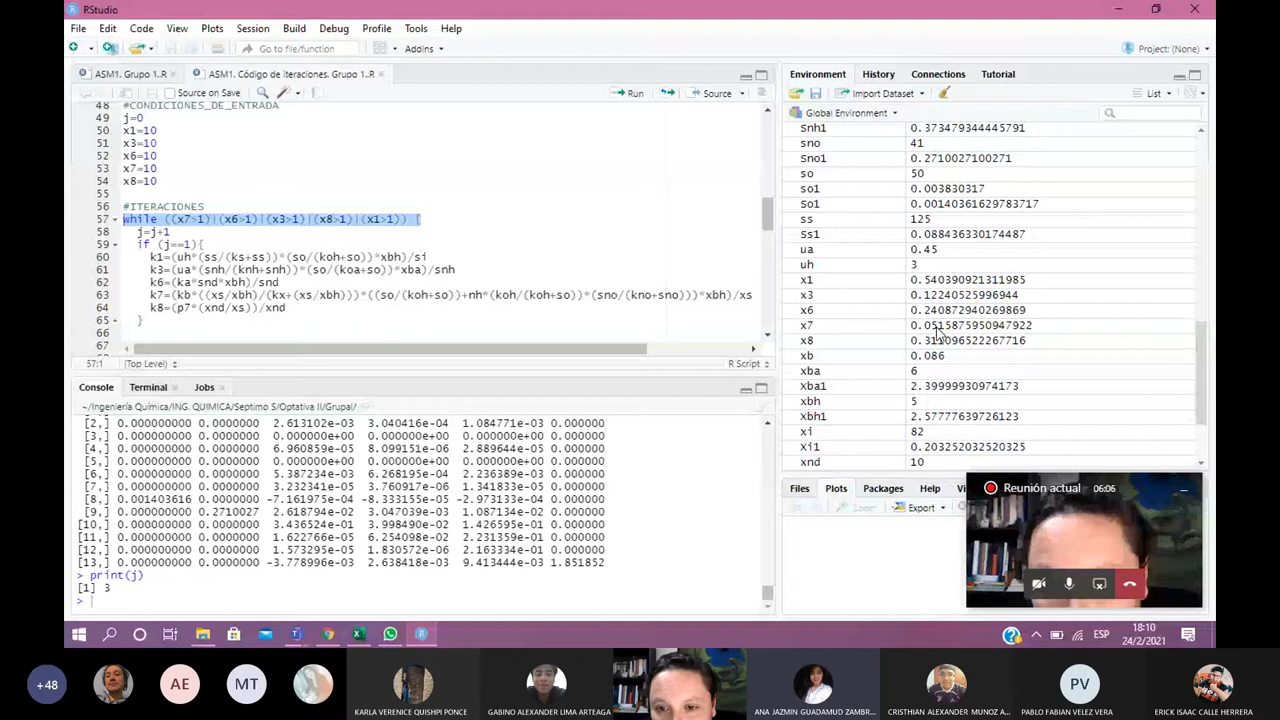 RStudio
File Edit Code View Plots Session Build Debug Profile Tools Help
Go to file/function
Addins
Project: (None)
ASM1. Grupo 1..R
ASM1. Código de iteraciones. Grupo 1..R
Source on Save
Run
Source
48 #CONDICIONES_DE_ENTRADA
49 j=0
50 x1=10
51 x3=10
52 x6=10
53 x7=10
54 x8=10
55
56 #ITERACIONES
57 while ((x7>1)|(x6>1)|(x3>1)|(x8>1)|(x1>1)) {
58 j=j+1
59 if (j==1){
60 k1=(uh*(ss/(ks+ss))*(so/(koh+so))*xbh)/si
61 k3=(ua*(snh/(knh+snh))*(so/(koa+so))*xba)/snh
62 k6=(ka*snd*xbh)/snd
63 k7=(kb*((xs/xbh)/(kx+(xs/xbh)))*((so/(koh+so))+nh*(koh/(koh+so))*(sno/(kno+sno)))*xbh)/xs
64 k8=(p7*(xnd/xs))/xnd
65 }
66
67
57:1 [Top Level] R Script
Console Terminal Jobs
~/Ingeniería Química/ING. QUIMICA/Septimo S/Optativa II/Grupal/
[2,] 0.000000000 0.0000000 2.613102e-03 3.040416e-04 1.084771e-03 0.000000
[3,] 0.000000000 0.0000000 0.000000e+00 0.000000e+00 0.000000e+00 0.000000
[4,] 0.000000000 0.0000000 6.960859e-05 8.099151e-06 2.889644e-05 0.000000
[5,] 0.000000000 0.0000000 0.000000e+00 0.000000e+00 0.000000e+00 0.000000
[6,] 0.000000000 0.0000000 3.387234e-02 6.268195e-04 2.236389e-03 0.000000
[7,] 0.000000000 0.0000000 3.232341e-05 3.760917e-06 1.341833e-05 0.000000
[8,] 0.001403616 0.0000000 -7.161975e-04 -8.333155e-05 -2.973133e-04 0.000000
[9,] 0.000000000 0.2710027 2.618794e-02 3.047039e-03 1.087134e-02 0.000000
[10,] 0.000000000 0.0000000 3.436524e-01 3.998490e-02 1.426595e-01 0.000000
[11,] 0.000000000 0.0000000 1.622766e-05 6.254098e-02 2.231359e-01 0.000000
[12,] 0.000000000 0.0000000 1.573295e-05 1.830572e-06 2.163334e-01 0.000000
[13,] 0.000000000 0.0000000 -3.778996e-03 2.638418e-03 9.413444e-03 1.851852
> print(j)
[1] 3
>
Environment History Connections Tutorial
Import Dataset
List
Global Environment
Snh1 0.373479344445791
sno 41
Sno1 0.2710027100271
so 50
so1 0.003830317
So1 0.00140361629783717
ss 125
Ss1 0.088436330174487
ua 0.45
uh 3
x1 0.540390921311985
x3 0.12240525996944
x6 0.240872940269869
x7 0.0515875950947922
x8
xb 0.086
xba 6
Xba1 2.39999930974173
xbh 5
Xbh1 2.57777639726123
xi 82
Xi1 0.203252032520325
xnd 10
Files Plots Packages Help
Export
Reunión actual 06:06
ESP
18:10
24/2/2021
+48
AE
MT
KARLA VERENICE QUISHPI PONCE
GABINO ALEXANDER LIMA ARTEAGA
ANA JAZMIN GUADAMUD ZAMBR...
CRISTHIAN ALEXANDER MUNOZ A...
PV
PABLO FABIAN VELEZ VERA
ERICK ISAAC CALLE HERRERA